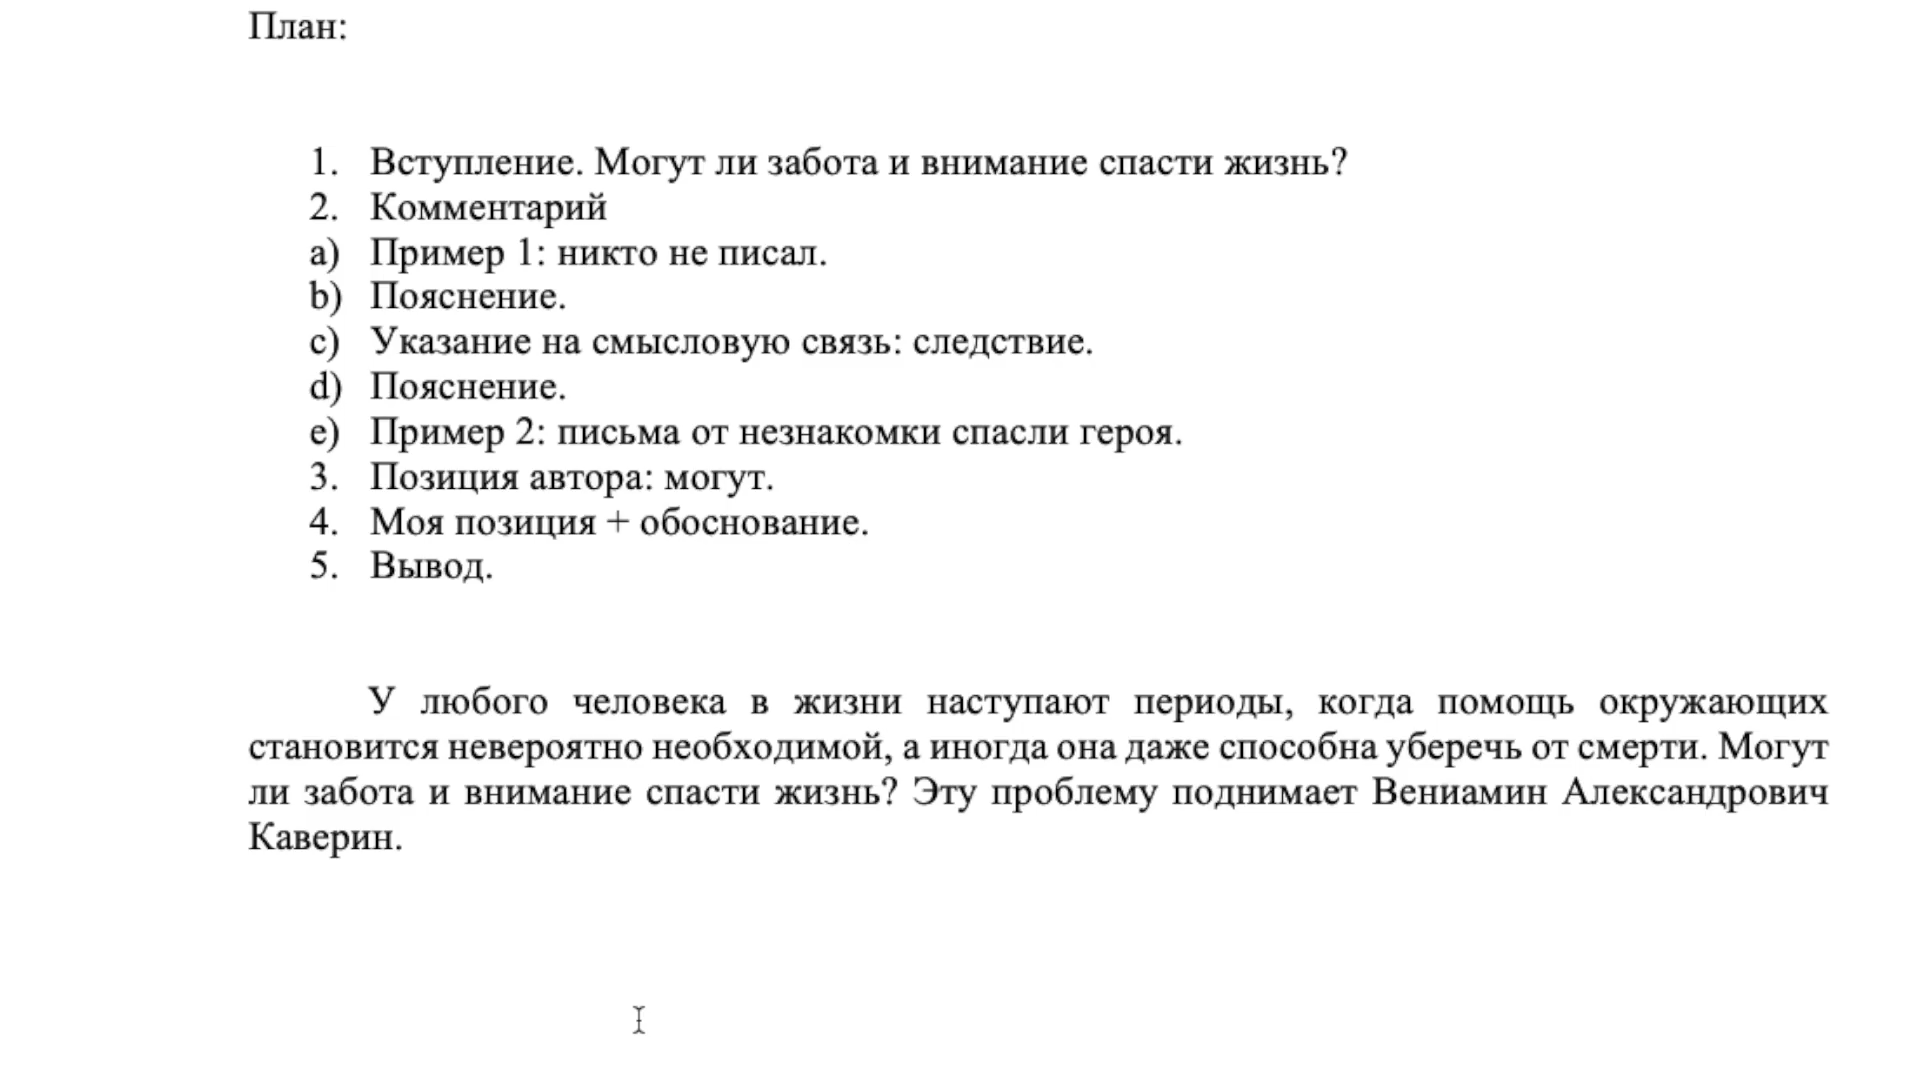 План:
1. Вступление. Могут ли забота и внимание спасти жизнь?
2. Комментарий
a) Пример 1: никто не писал.
b) Пояснение.
c) Указание на смысловую связь: следствие.
d) Пояснение.
e) Пример 2: письма от незнакомки спасли героя.
3. Позиция автора: могут.
4. Моя позиция + обоснование.
5. Вывод.
У любого человека в жизни наступают периоды, когда помощь окружающих
становится невероятно необходимой, а иногда она даже способна уберечь от смерти. Могут
ли забота и внимание спасти жизнь? Эту проблему поднимает Вениамин Александрович
Каверин.